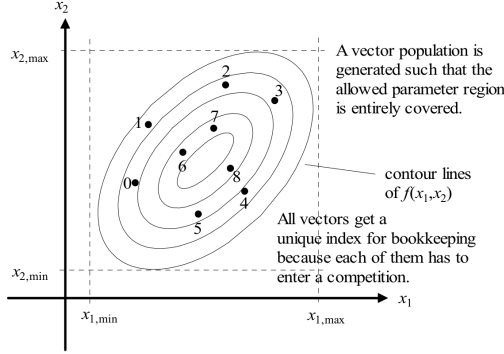 x2
x2,max
A vector population is
generated such that the
allowed parameter region
is entirely covered.
2
3
1
7
6
8
0
4
5
contour lines
of f(x1,x2)
All vectors get a
unique index for bookkeeping
because each of them has to
enter a competition.
x2,min
x1
x1,min
x1,max